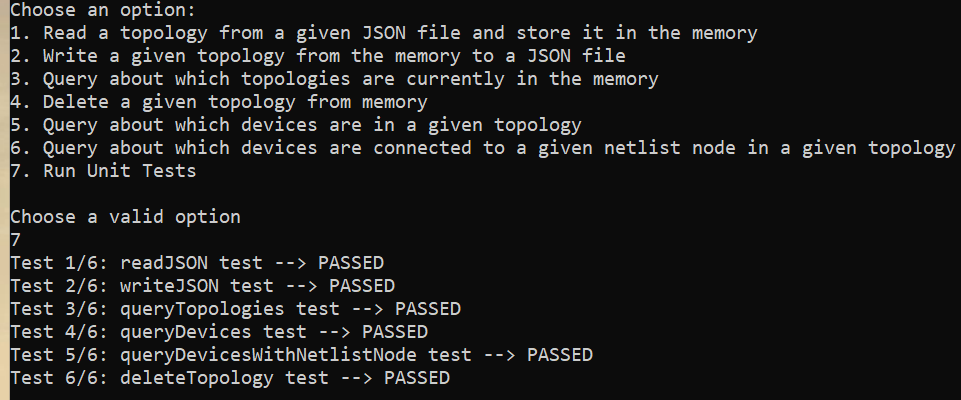 Choose an option:
1. Read a topology from a given JSON file and store it in the memory
2. Write a given topology from the memory to a JSON file
3. Query about which topologies are currently in the memory
4. Delete a given topology from memory
5. Query about which devices are in a given topology
6. Query about which devices are connected to a given netlist node in a given topology
7. Run Unit Tests
Choose a valid option
7
Test 1/6: readJSON test --> PASSED
Test 2/6: writeJSON test --> PASSED
Test 3/6: queryTopologies test --> PASSED
Test 4/6: queryDevices test --> PASSED
Test 5/6: queryDevicesWithNetlistNode test --> PASSED
Test 6/6: deleteTopology test --> PASSED